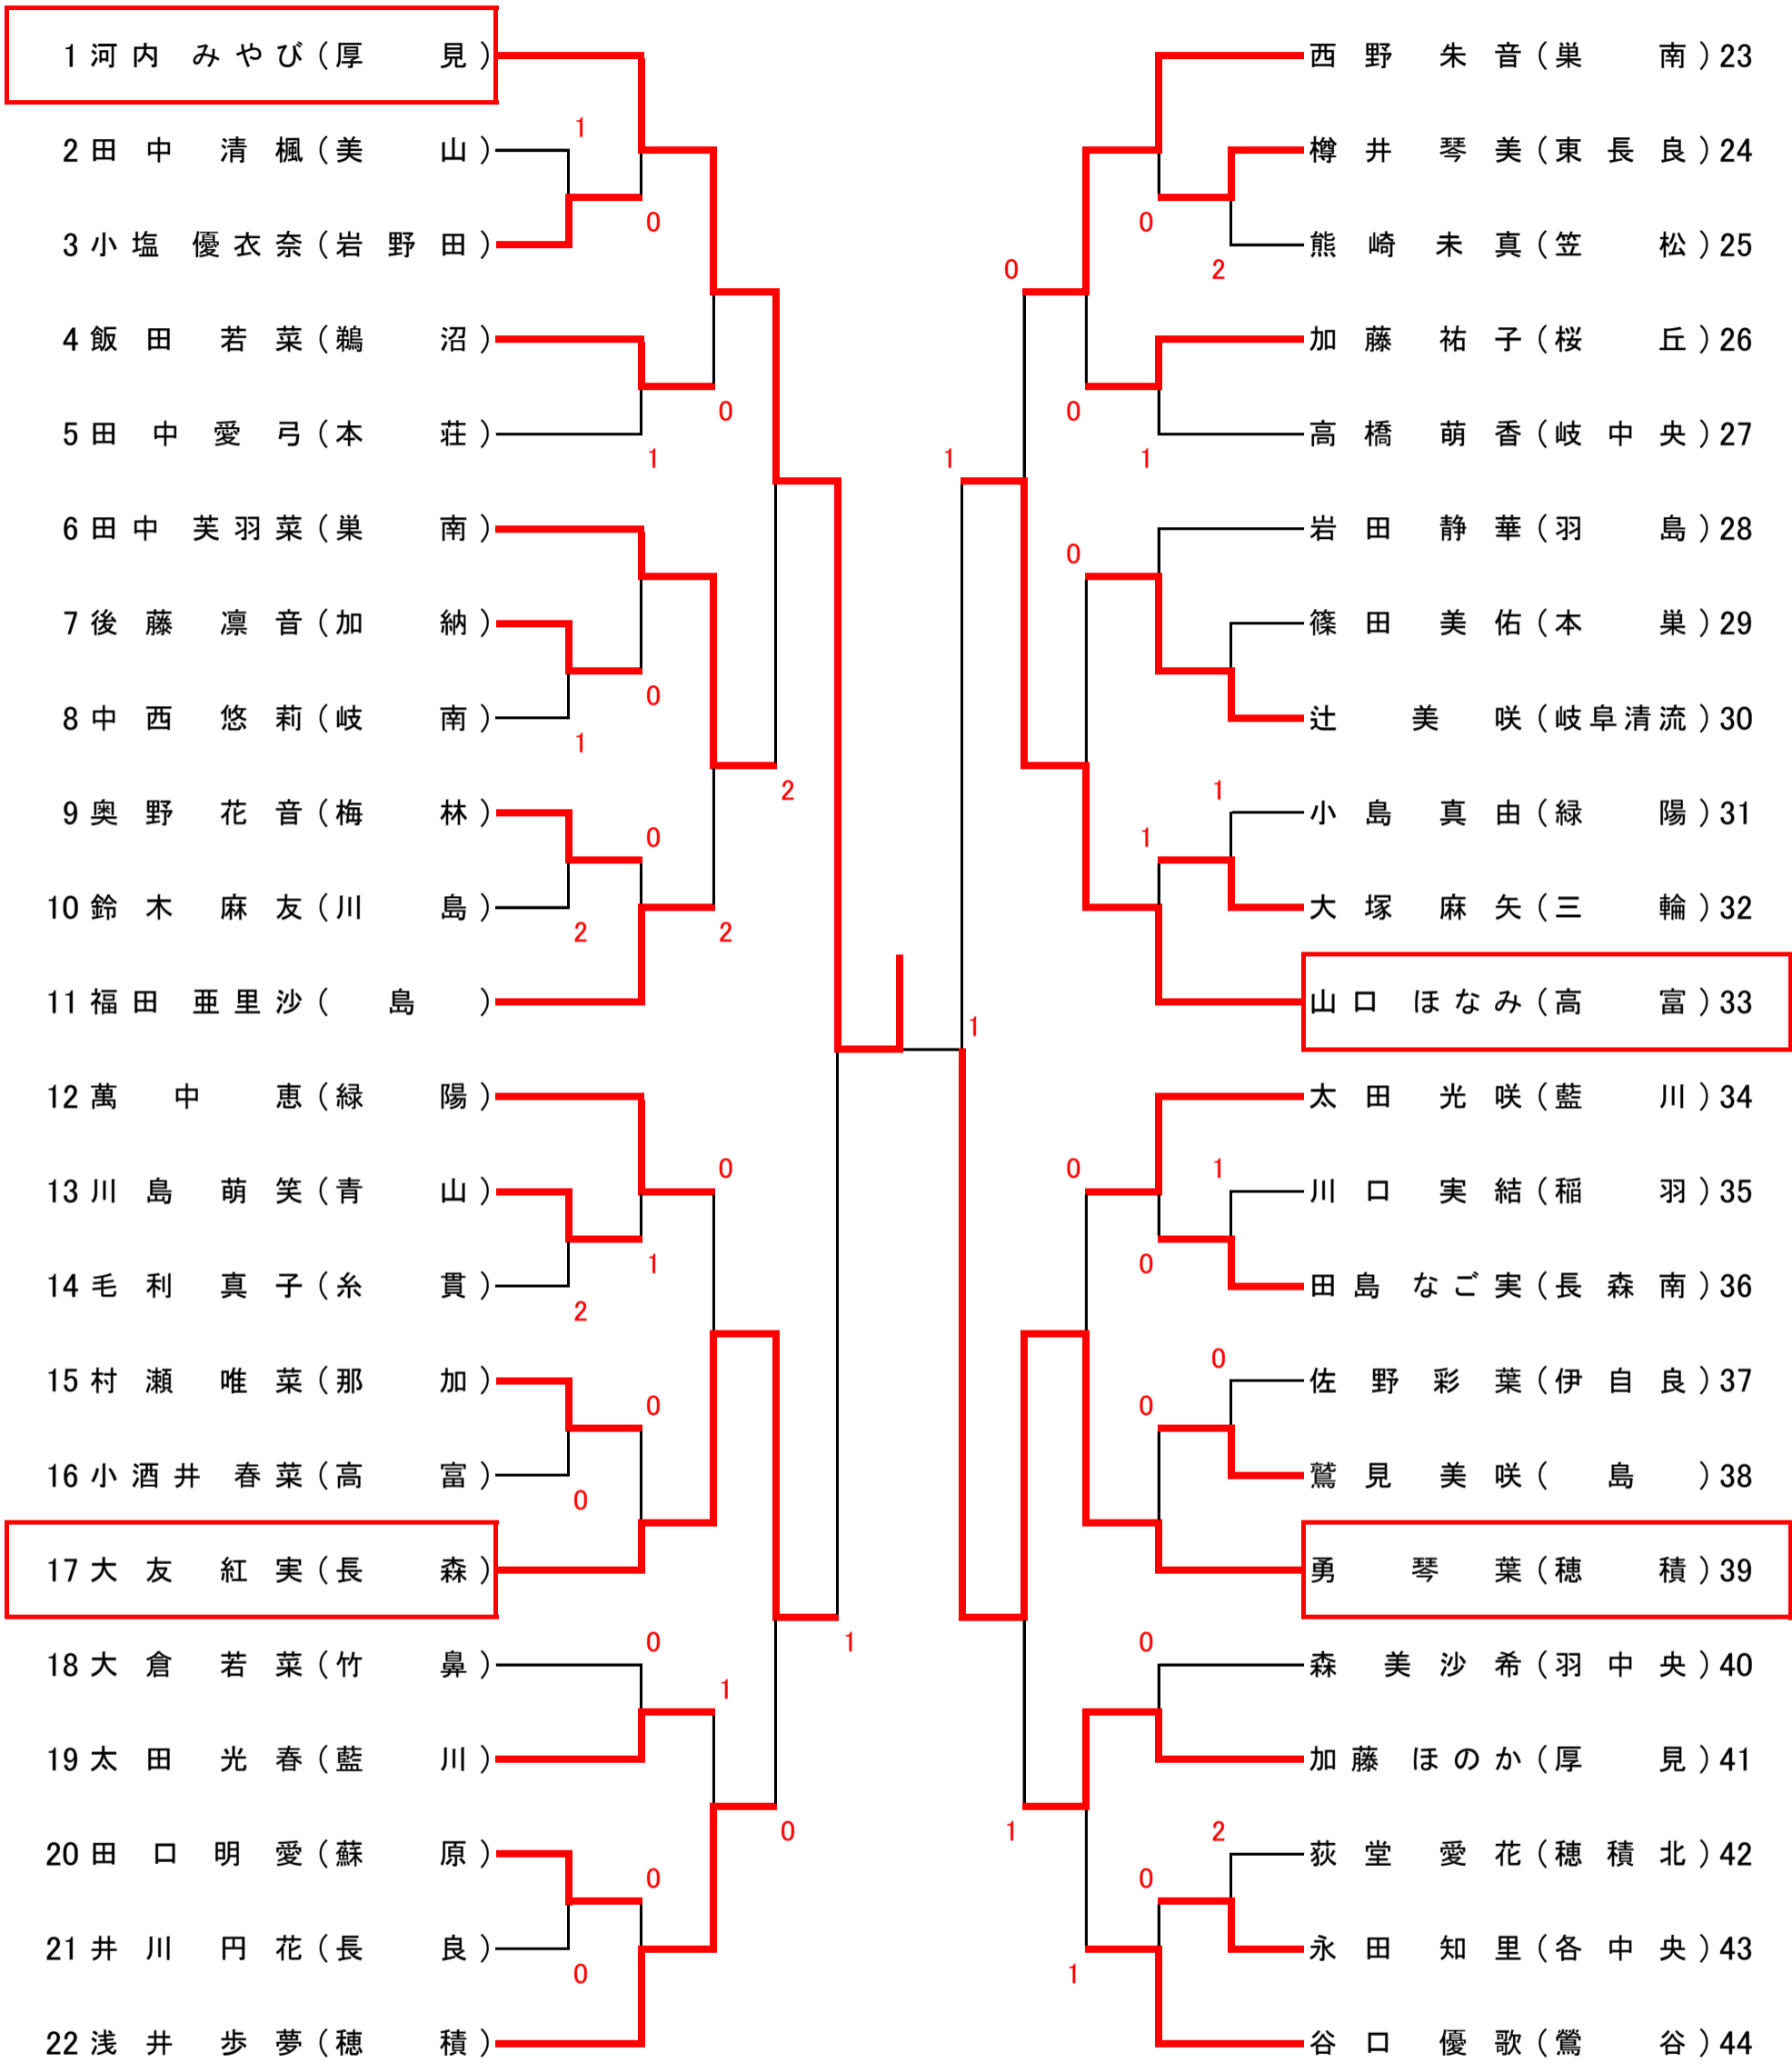 1 河内 みやび (厚見)
2 田中 清楓 (美山)
3 小塩 優衣奈 (岩野田)
4 飯田 若菜 (鵜沼)
5 田中 愛弓 (本荘)
6 田中 芙羽菜 (巣南)
7 後藤 凛音 (加納)
8 中西 悠莉 (岐南)
9 奥野 花音 (梅林)
10 鈴木 麻友 (川島)
11 福田 亜里沙 (島)
12 萬中 恵 (緑陽)
13 川島 萌笑 (青山)
14 毛利 真子 (糸貫)
15 村瀬 唯菜 (那加)
16 小酒井 春菜 (高富)
17 大友 紅実 (長森)
18 大倉 若菜 (竹鼻)
19 太田 光春 (藍川)
20 田口 明愛 (蘇原)
21 井川 円花 (長良)
22 浅井 歩夢 (穂積)
1
0
0
1
0
1
2
0
2
2
0
1
2
0
0
0
1
1
0
0
0
1
1
0
0
2
0
1
1
0
1
1
0
1
0
0
0
0
1
2
0
1
西野 朱音 (巣南) 23
樽井 琴美 (東長良) 24
熊崎 未真 (笠松) 25
加藤 祐子 (桜丘) 26
高橋 萌香 (岐中央) 27
岩田 静華 (羽島) 28
篠田 美佑 (本巣) 29
辻 美咲 (岐阜清流) 30
小島 真由 (緑陽) 31
大塚 麻矢 (三輪) 32
山口 ほなみ (高富) 33
太田 光咲 (藍川) 34
川口 実結 (稲羽) 35
田島 なご実 (長森南) 36
佐野 彩葉 (伊自良) 37
鷲見 美咲 (島) 38
勇 琴葉 (穂積) 39
森 美沙希 (羽中央) 40
加藤 ほのか (厚見) 41
荻堂 愛花 (穂積北) 42
永田 知里 (各中央) 43
谷口 優歌 (鶯谷) 44